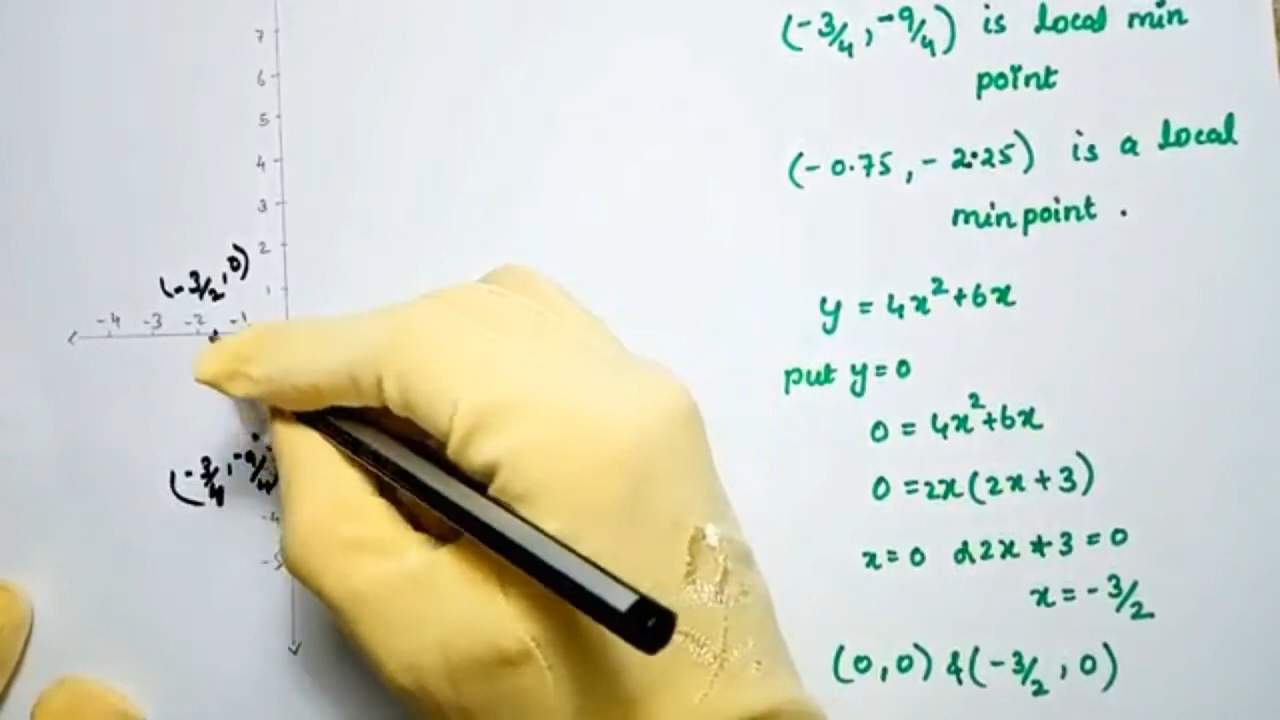 7
6
5
4
3
2
1
(-3/2, 0)
-4 -3 -2 -1
(-3/4, -9/4
-4
(-3/4, -9/4) is local min
point
(-0.75, -2.25) is a local
min point .
y = 4x²+6x
put y=0
0 = 4x²+6x
0 = 2x(2x+3)
x=0 & 2x+3=0
x = -3/2
(0,0) & (-3/2, 0)